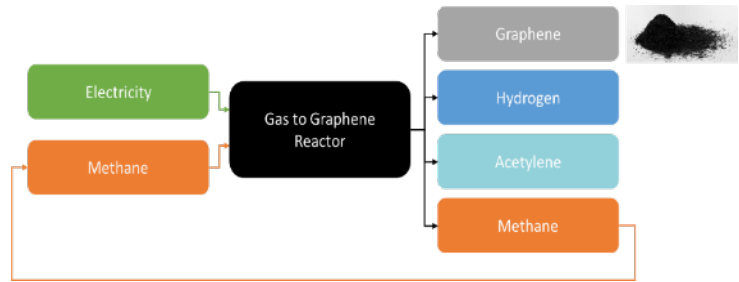 Electricity
Methane
Gas to Graphene
Reactor
Graphene
Hydrogen
Acetylene
Methane